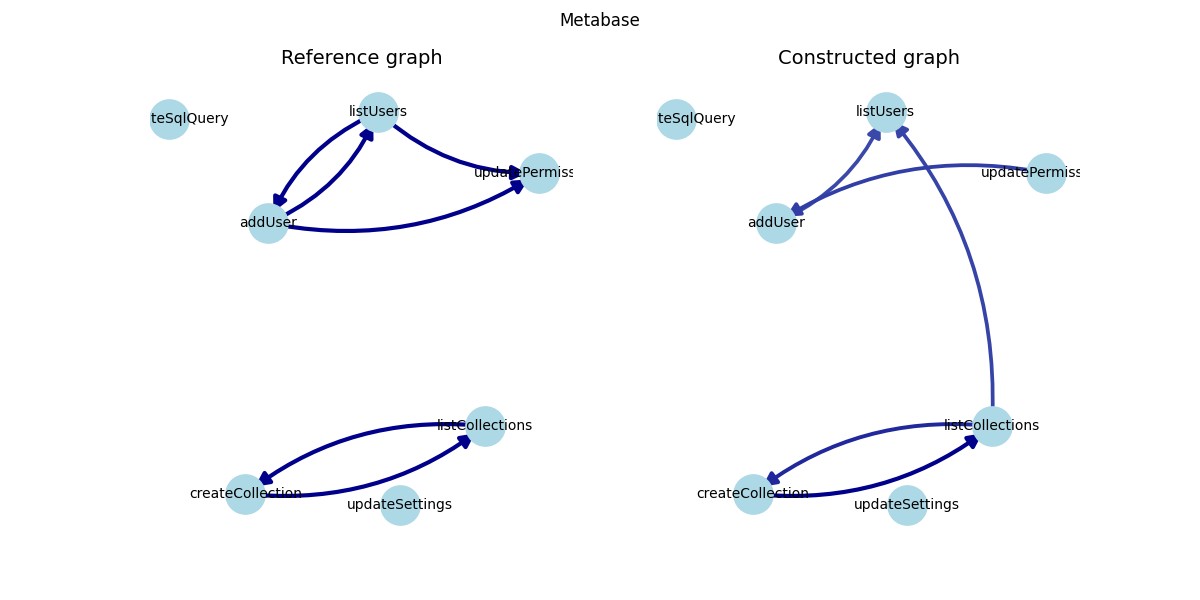 Metabase
Reference graph
Constructed graph
listUsers
teSqlQuery
updatePermiss
addUser
listCollections
createCollection
updateSettings
listUsers
teSqlQuery
updatePermiss
addUser
listCollections
createCollection
updateSettings